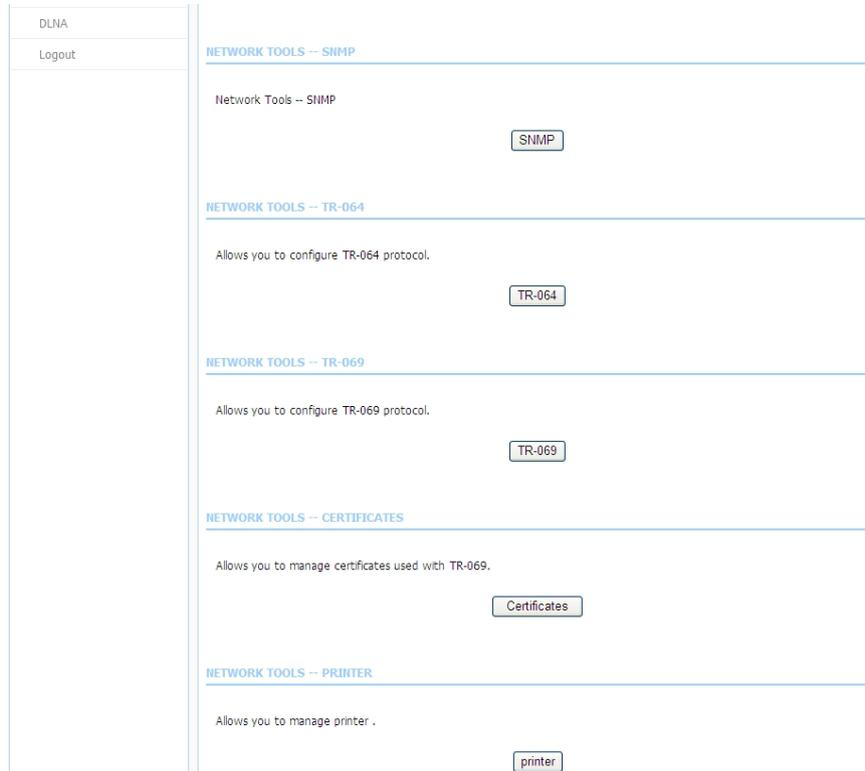 DLNA
Logout
NETWORK TOOLS -- SNMP
Network Tools -- SNMP
SNMP
NETWORK TOOLS -- TR-064
Allows you to configure TR-064 protocol.
TR-064
NETWORK TOOLS -- TR-069
Allows you to configure TR-069 protocol.
TR-069
NETWORK TOOLS -- CERTIFICATES
Allows you to manage certificates used with TR-069.
Certificates
NETWORK TOOLS -- PRINTER
Allows you to manage printer .
printer